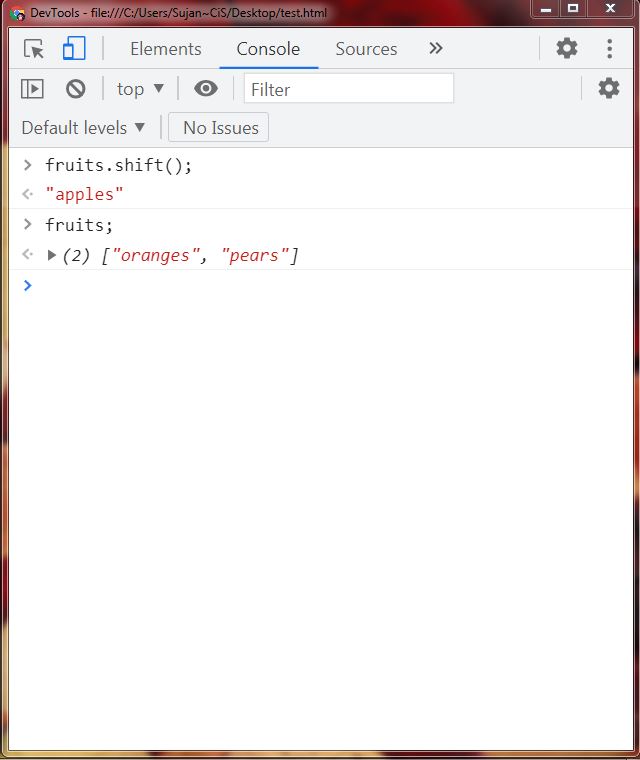 DevTools - file:///C:/Users/Sujan~CiS/Desktop/test.html
Elements Console Sources »
top ▼ Filter
Default levels ▼ No Issues
> fruits.shift();
"apples"
> fruits;
▶ (2) ["oranges", "pears"]
>